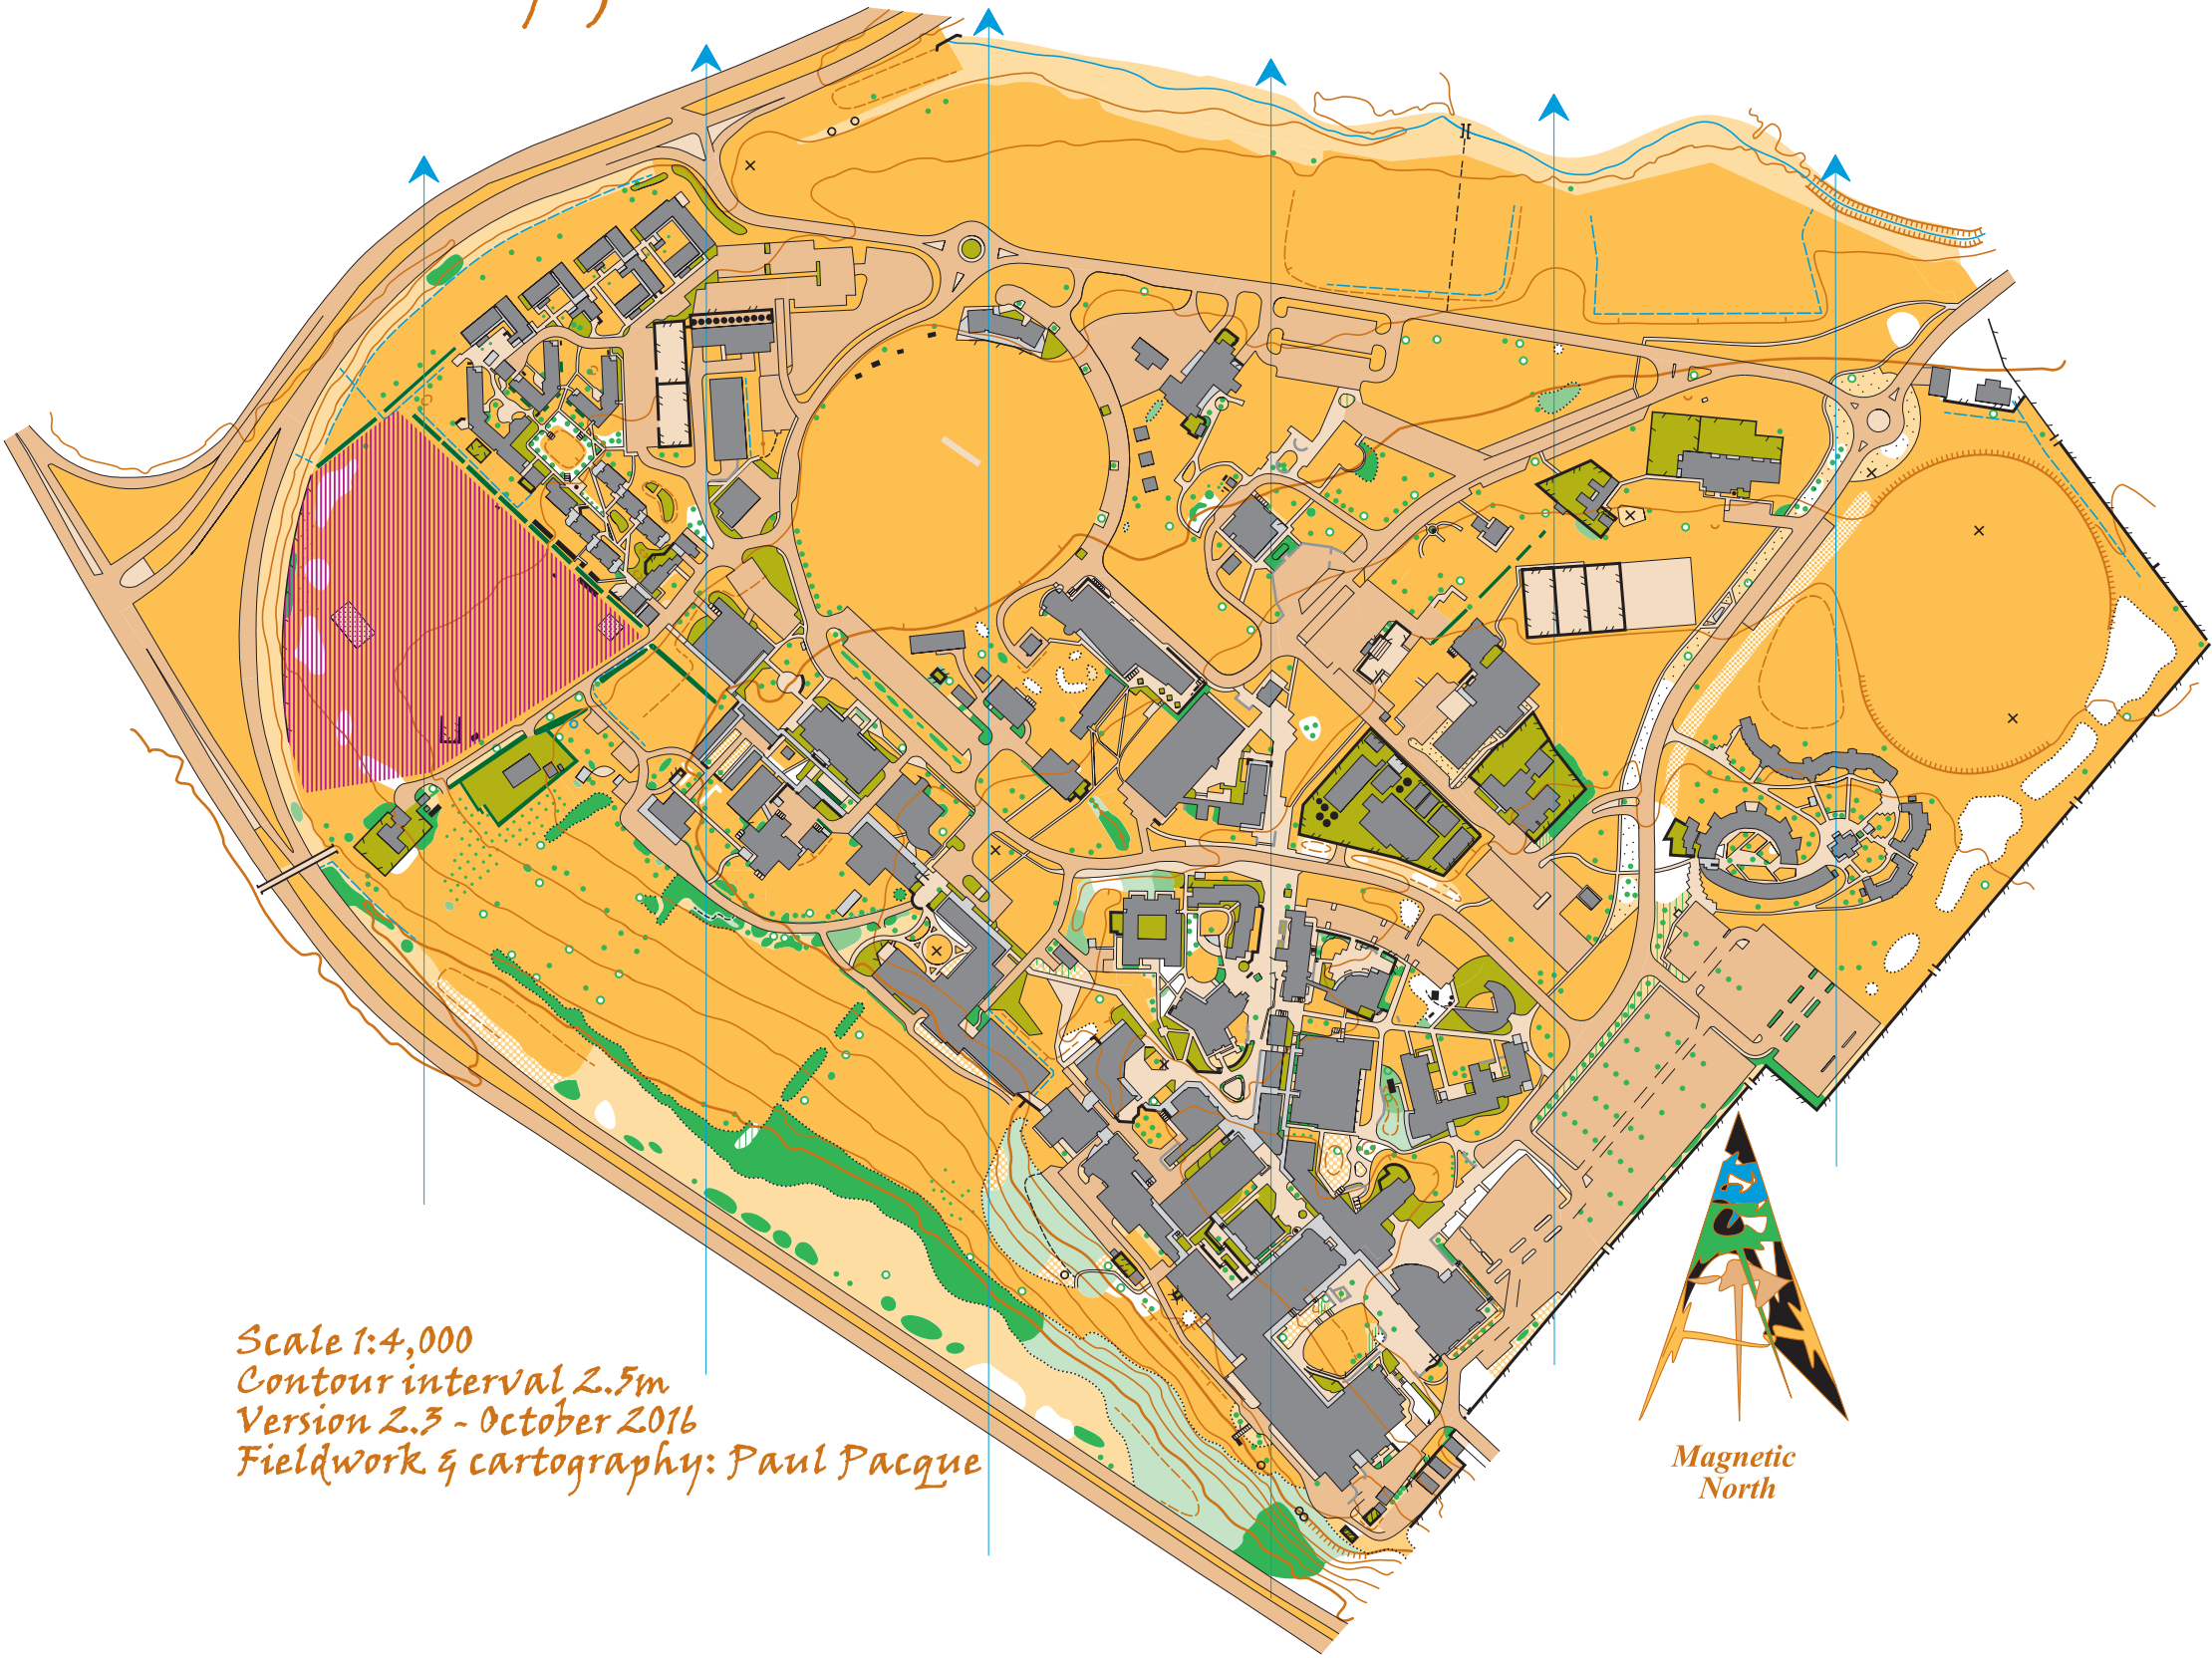 Scale 1:4,000
Contour interval 2.5m
Version 2.3 - October 2016
Fieldwork & cartography: Paul Pacque
Magnetic
North